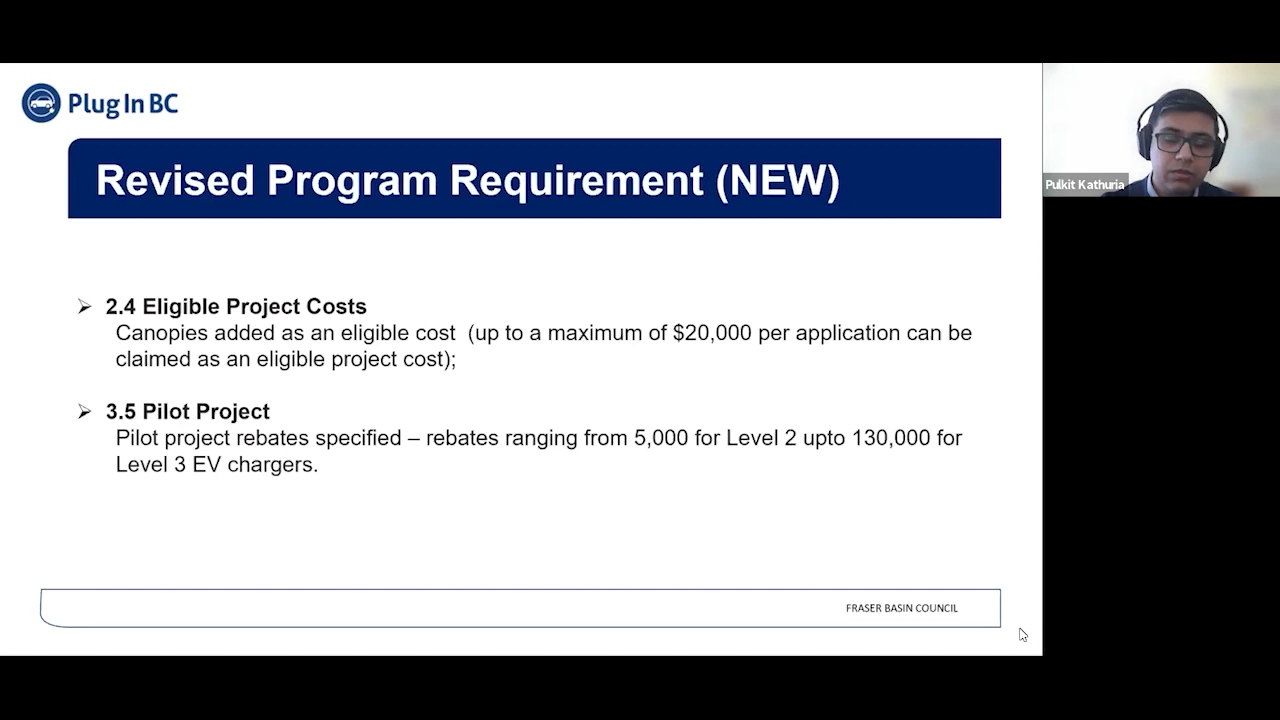 Plug In BC
Revised Program Requirement (NEW)
Pulkit Kathuria
2.4 Eligible Project Costs
Canopies added as an eligible cost (up to a maximum of $20,000 per application can be
claimed as an eligible project cost);
3.5 Pilot Project
Pilot project rebates specified – rebates ranging from 5,000 for Level 2 upto 130,000 for
Level 3 EV chargers.
FRASER BASIN COUNCIL